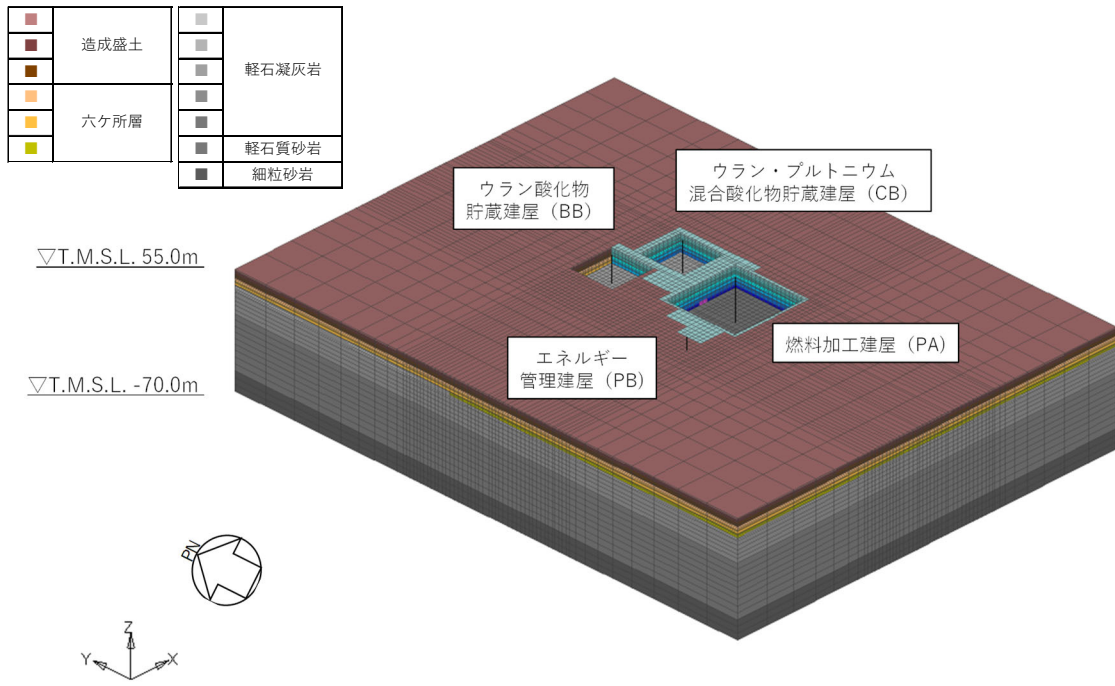 造成盛土
六ケ所層
軽石凝灰岩
軽石質砂岩
細粒砂岩
ウラン酸化物
貯蔵建屋（BB）
ウラン・プルトニウム
混合酸化物貯蔵建屋（CB）
▽T.M.S.L. 55.0m
エネルギー
管理建屋（PB）
燃料加工建屋（PA）
▽T.M.S.L. -70.0m
PN
Z
Y
X